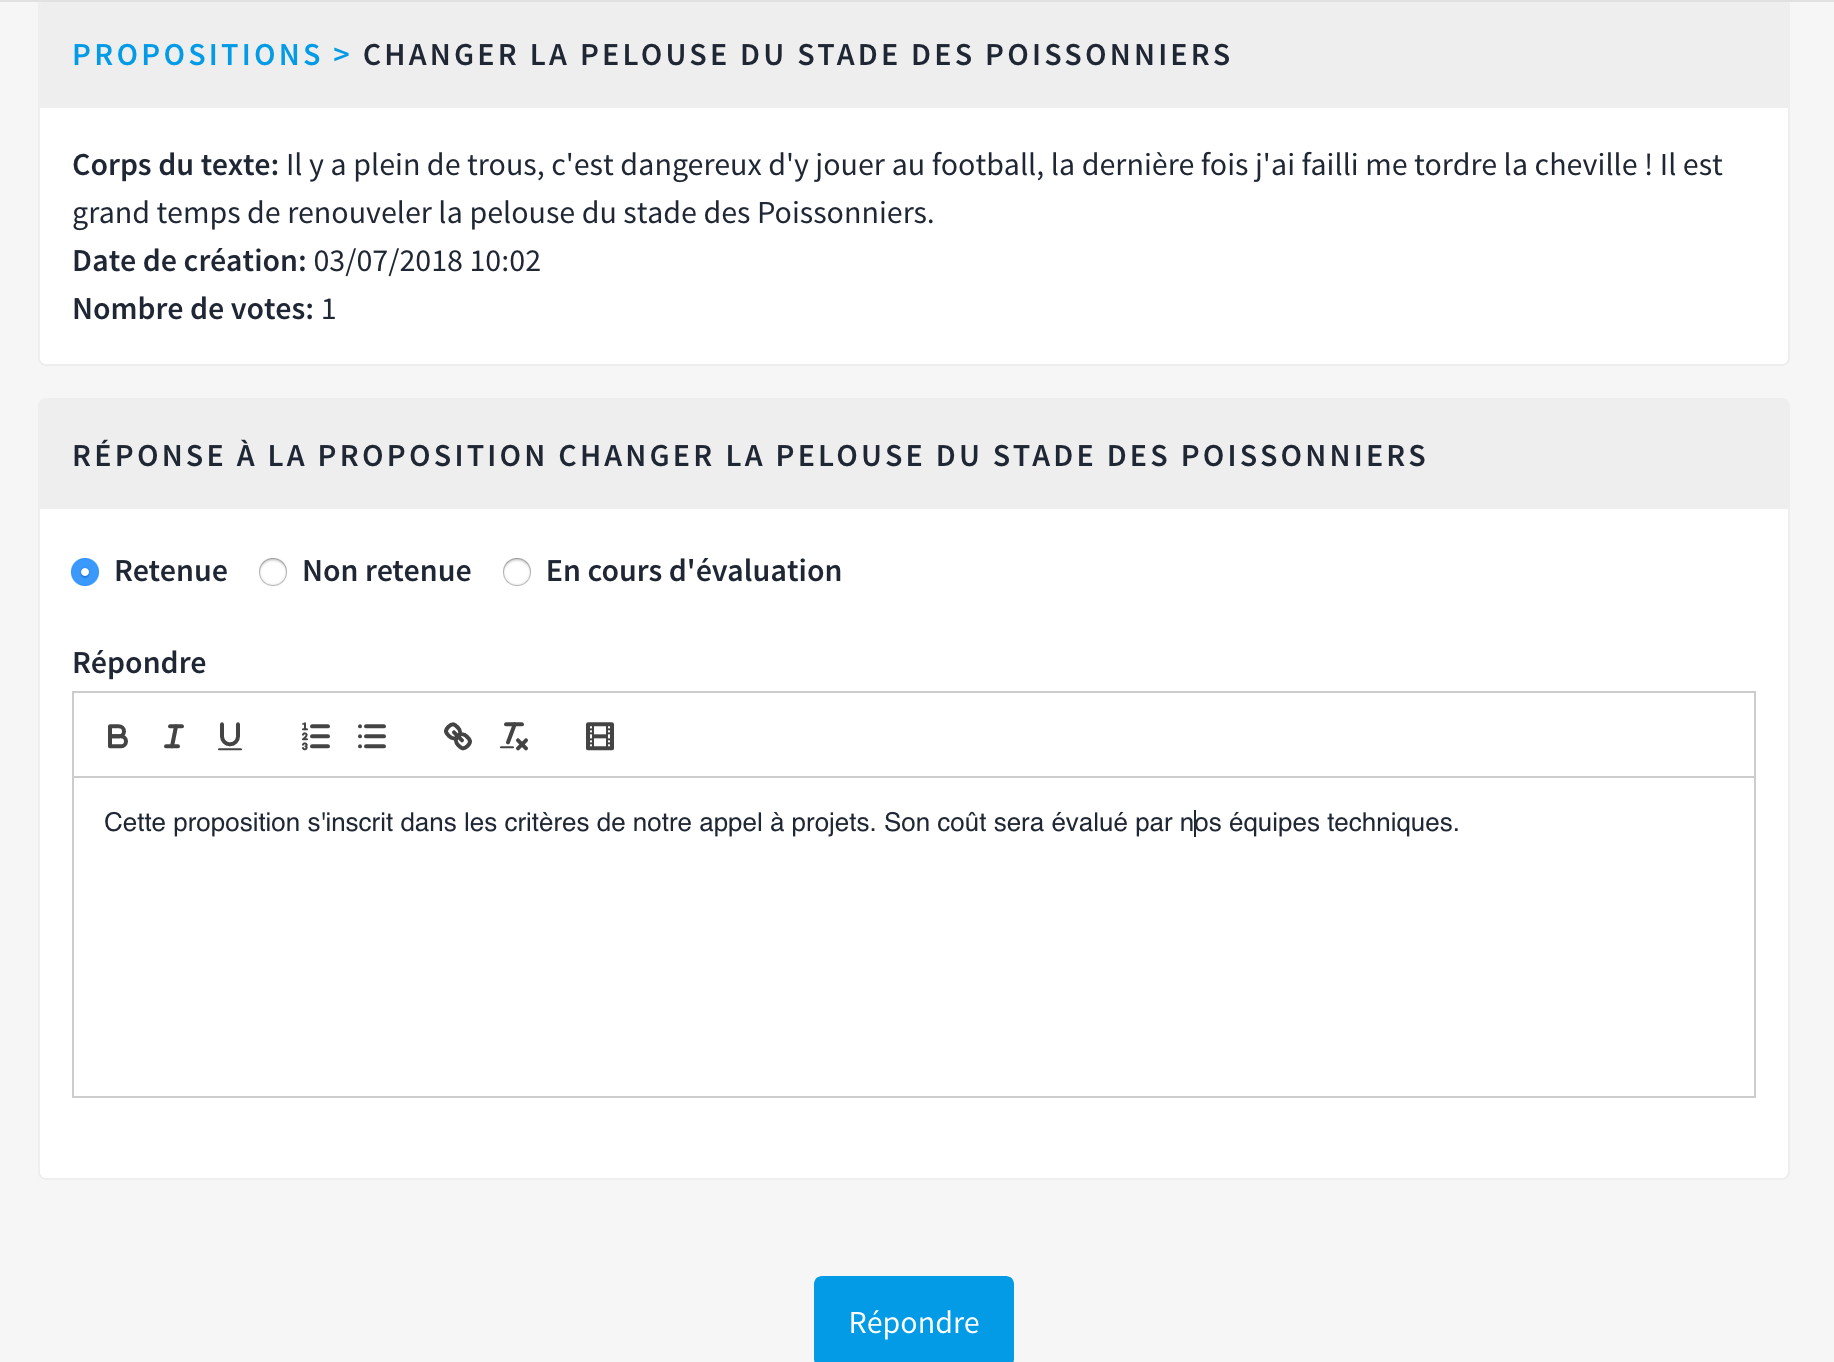 PROPOSITIONS > CHANGER LA PELOUSE DU STADE DES POISSONNIERS
Corps du texte: Il y a plein de trous, c'est dangereux d'y jouer au football, la dernière fois j'ai failli me tordre la cheville ! Il est
grand temps de renouveler la pelouse du stade des Poissonniers.
Date de création: 03/07/2018 10:02
Nombre de votes: 1
RÉPONSE À LA PROPOSITION CHANGER LA PELOUSE DU STADE DES POISSONNIERS
Retenue Non retenue En cours d'évaluation
Répondre
Cette proposition s'inscrit dans les critères de notre appel à projets. Son coût sera évalué par nos équipes techniques.
Répondre